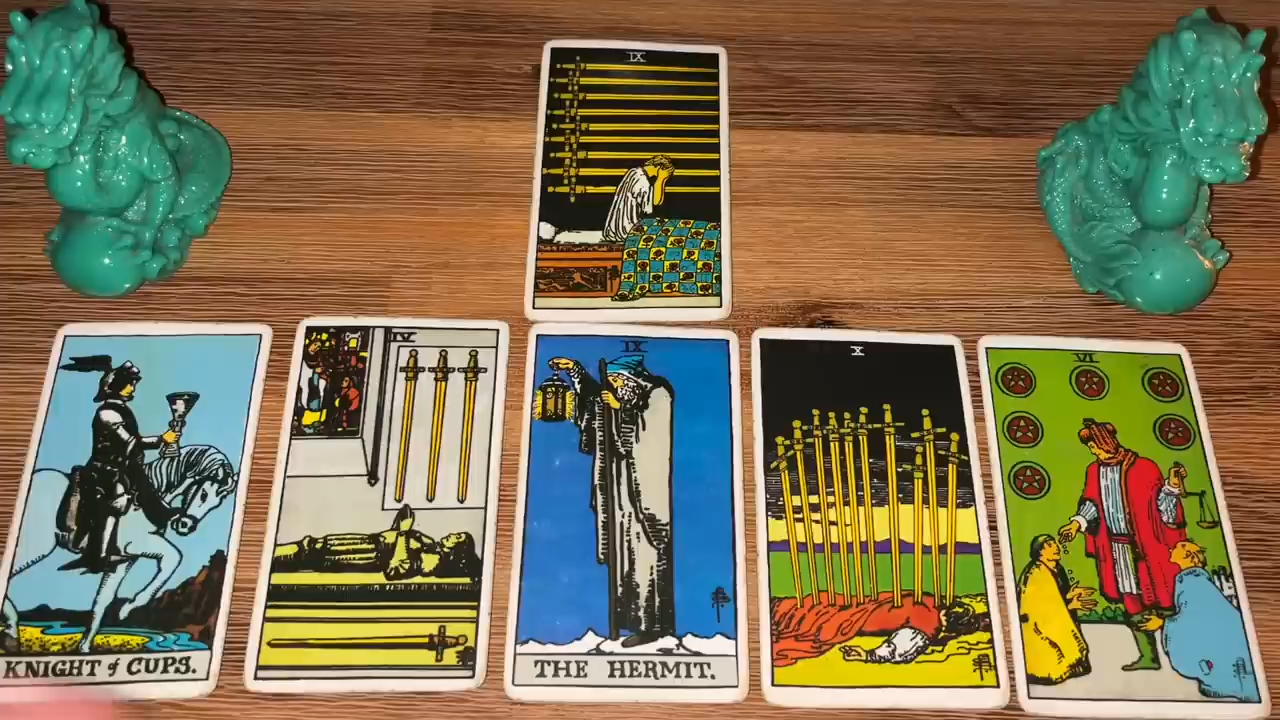 IX
IV
IX
X
VI
KNIGHT of CUPS.
THE HERMIT.